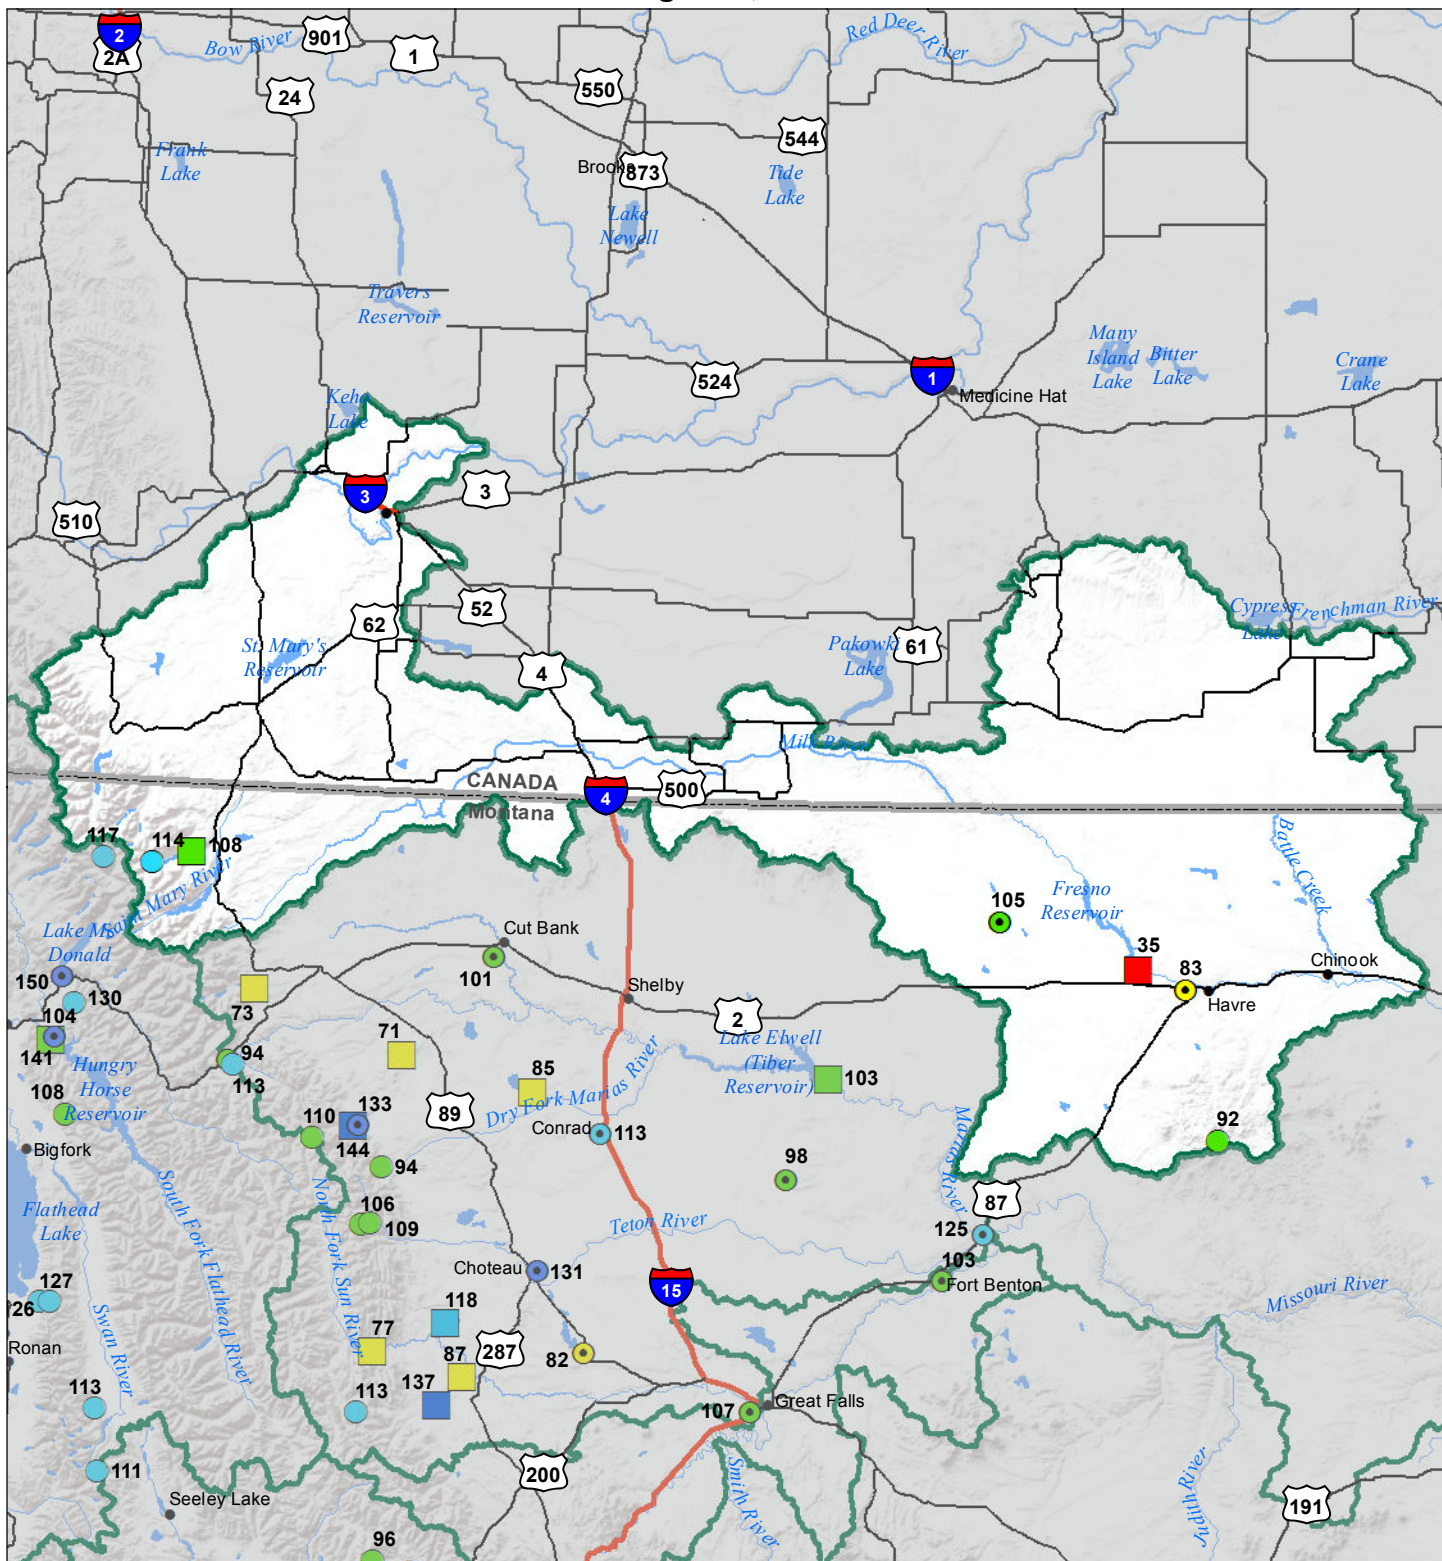 2
2A
Bow River
901
1
24
550
Red Deer River
544
Frank
Lake
Brooks
873
Tide
Lake
Lake
Newell
Travers
Reservoir
524
1
Medicine Hat
Many
Island
Lake
Bitter
Lake
Crane
Lake
Keho
Lake
3
3
510
52
62
St. Mary's
Reservoir
4
Pakowki
Lake
61
Cypress
Lake
Frenchman River
Milk River
CANADA
Montana
4
500
117
114
108
Saint Mary River
Battle Creek
105
Fresno
Reservoir
Lake Mc
Donald
Cut Bank
101
35
83
Chinook
Havre
150
130
73
Shelby
2
104
141
Hungry
Horse
Reservoir
94
113
71
85
Lake Elwell
(Tiber
Reservoir)
103
108
89
Dry Fork Marias River
110
133
144
Conrad
113
Marias River
92
Bigfork
94
98
South Fork Flathead River
North Fork Sun River
Flathead
Lake
106
109
Teton River
87
125
103
Fort Benton
Choteau
131
15
Missouri River
127
26
Swan River
118
Ronan
77
87
287
82
137
113
113
107
Great Falls
111
200
Smith River
Judith River
Seeley Lake
191
96